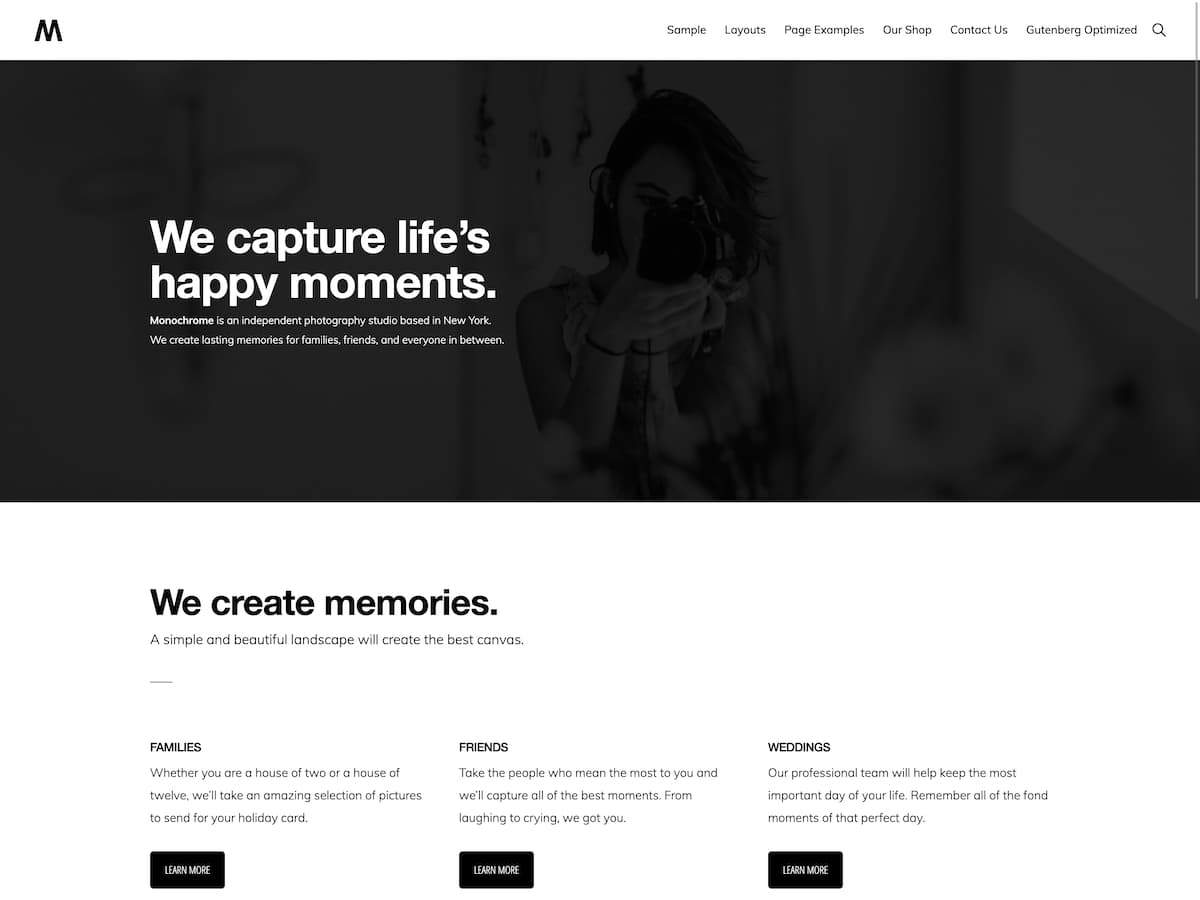 M
Sample Layouts Page Examples Our Shop Contact Us Gutenberg Optimized
We capture life’s
happy moments.
Monochrome is an independent photography studio based in New York.
We create lasting memories for families, friends, and everyone in between.
We create memories.
A simple and beautiful landscape will create the best canvas.
FAMILIES
Whether you are a house of two or a house of
twelve, we’ll take an amazing selection of pictures
to send for your holiday card.
LEARN MORE
FRIENDS
Take the people who mean the most to you and
we’ll capture all of the best moments. From
laughing to crying, we got you.
LEARN MORE
WEDDINGS
Our professional team will help keep the most
important day of your life. Remember all of the fond
moments of that perfect day.
LEARN MORE